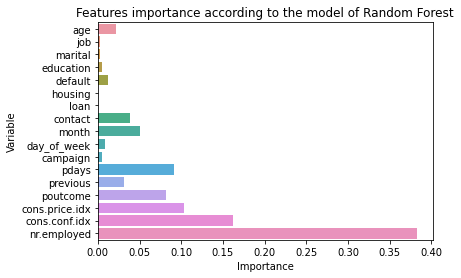 Features importance according to the model of Random Forest
Variable
age
job
marital
education
default
housing
loan
contact
month
day_of_week
campaign
pdays
previous
poutcome
cons.price.idx
cons.conf.idx
nr.employed
0.00 0.05 0.10 0.15 0.20 0.25 0.30 0.35 0.40
Importance